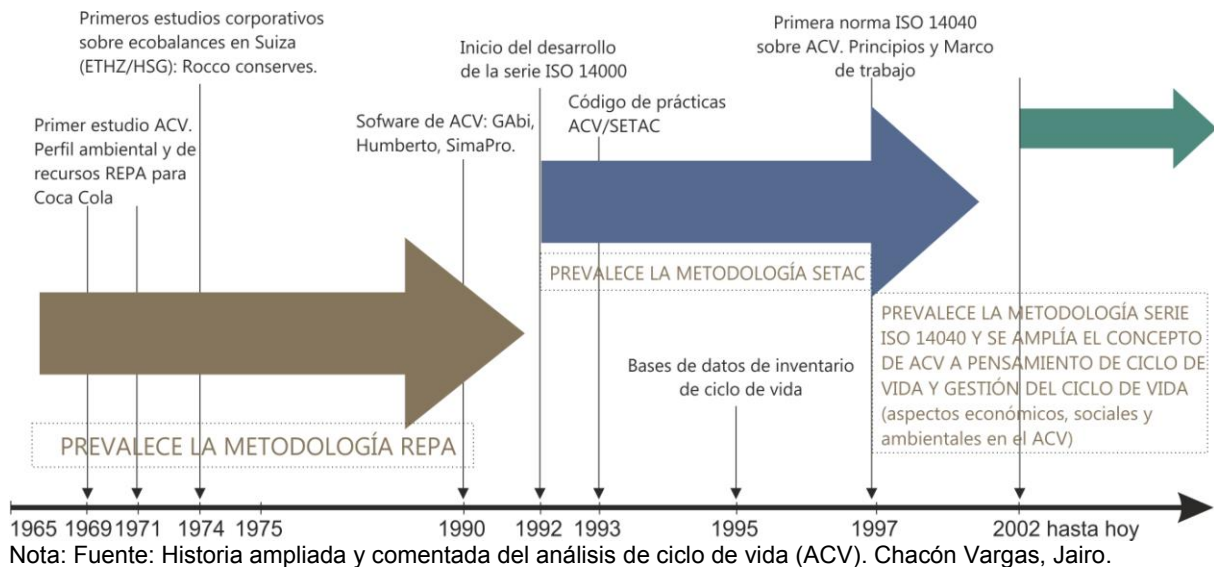 Primeros estudios corporativos
sobre ecobalances en Suiza
(ETHZ/HSG): Rocco conserves.
Primer estudio ACV.
Perfil ambiental y de
recursos REPA para
Coca Cola
Sofware de ACV: GAbi,
Humberto, SimaPro.
Inicio del desarrollo
de la serie ISO 14000
Código de prácticas
ACV/SETAC
Primera norma ISO 14040
sobre ACV. Principios y Marco
de trabajo
PREVALECE LA METODOLOGÍA REPA
PREVALECE LA METODOLOGÍA SETAC
Bases de datos de inventario
de ciclo de vida
PREVALECE LA METODOLOGÍA SERIE
ISO 14040 Y SE AMPLÍA EL CONCEPTO
DE ACV A PENSAMIENTO DE CICLO DE
VIDA Y GESTIÓN DEL CICLO DE VIDA
(aspectos económicos, sociales y
ambientales en el ACV)
1965 1969 1971 1974 1975 1990 1992 1993 1995 1997 2002 hasta hoy
Nota: Fuente: Historia ampliada y comentada del análisis de ciclo de vida (ACV). Chacón Vargas, Jairo.